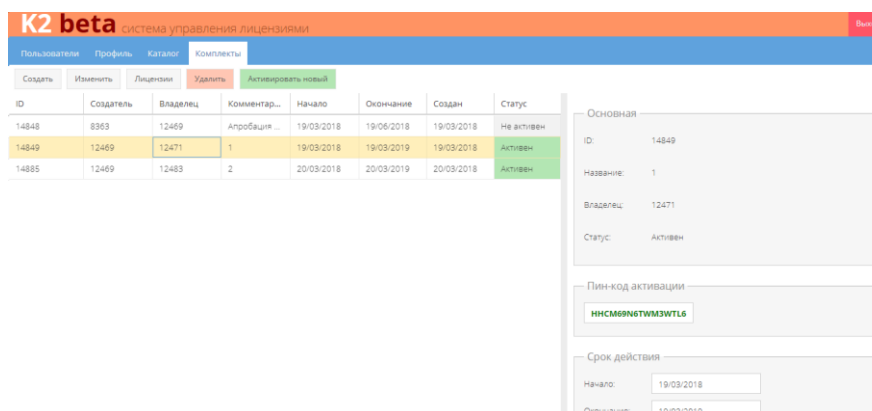 K2 beta система управления лицензиями
Пользователи Профиль Каталог Комплекты
Создать Изменить Лицензии Удалить Активировать новый
ID Создатель Владелец Комментар... Начало Окончание Создан Статус
14848 8363 12469 Апробация ... 19/03/2018 19/06/2018 19/03/2018 Не активен
14849 12469 12471 1 19/03/2018 19/03/2019 19/03/2018 Активен
14885 12469 12483 2 20/03/2018 20/03/2019 20/03/2018 Активен
Основная
ID: 14849
Название: 1
Владелец: 12471
Статус: Активен
Пин-код активации
HHCM69N6TWM3WTL6
Срок действия
Начало: 19/03/2018